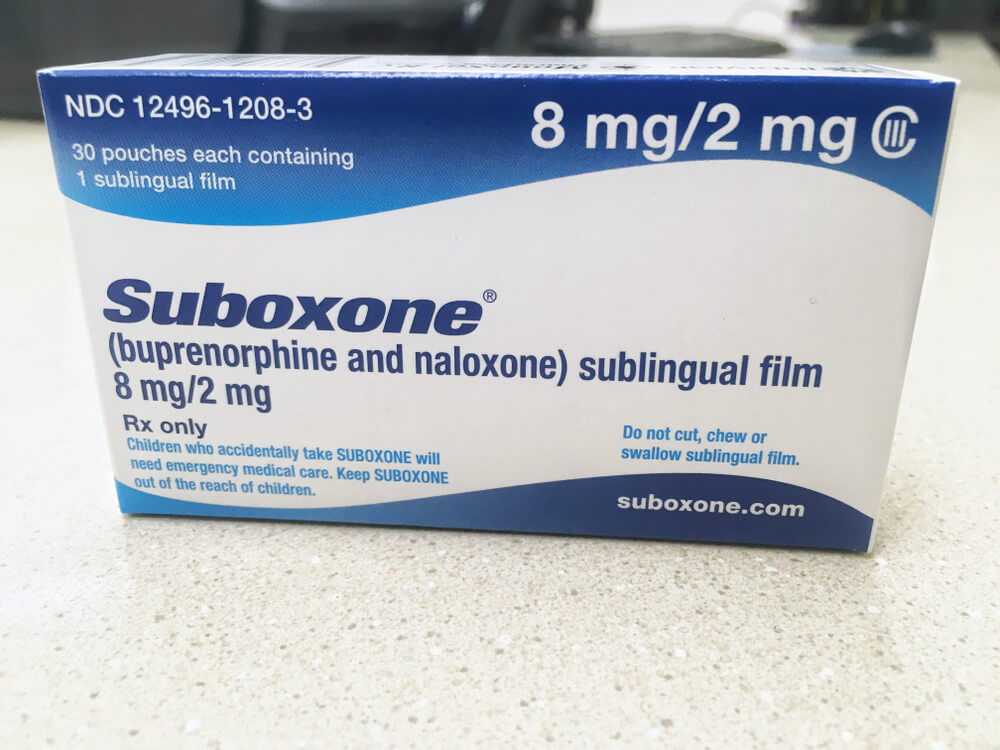 NDC 12496-1208-3
8 mg/2 mg CIII
30 pouches each containing
1 sublingual film
Suboxone®
(buprenorphine and naloxone) sublingual film
8 mg/2 mg
Rx only
Children who accidentally take SUBOXONE will
need emergency medical care. Keep SUBOXONE
out of the reach of children.
Do not cut, chew or
swallow sublingual film.
suboxone.com